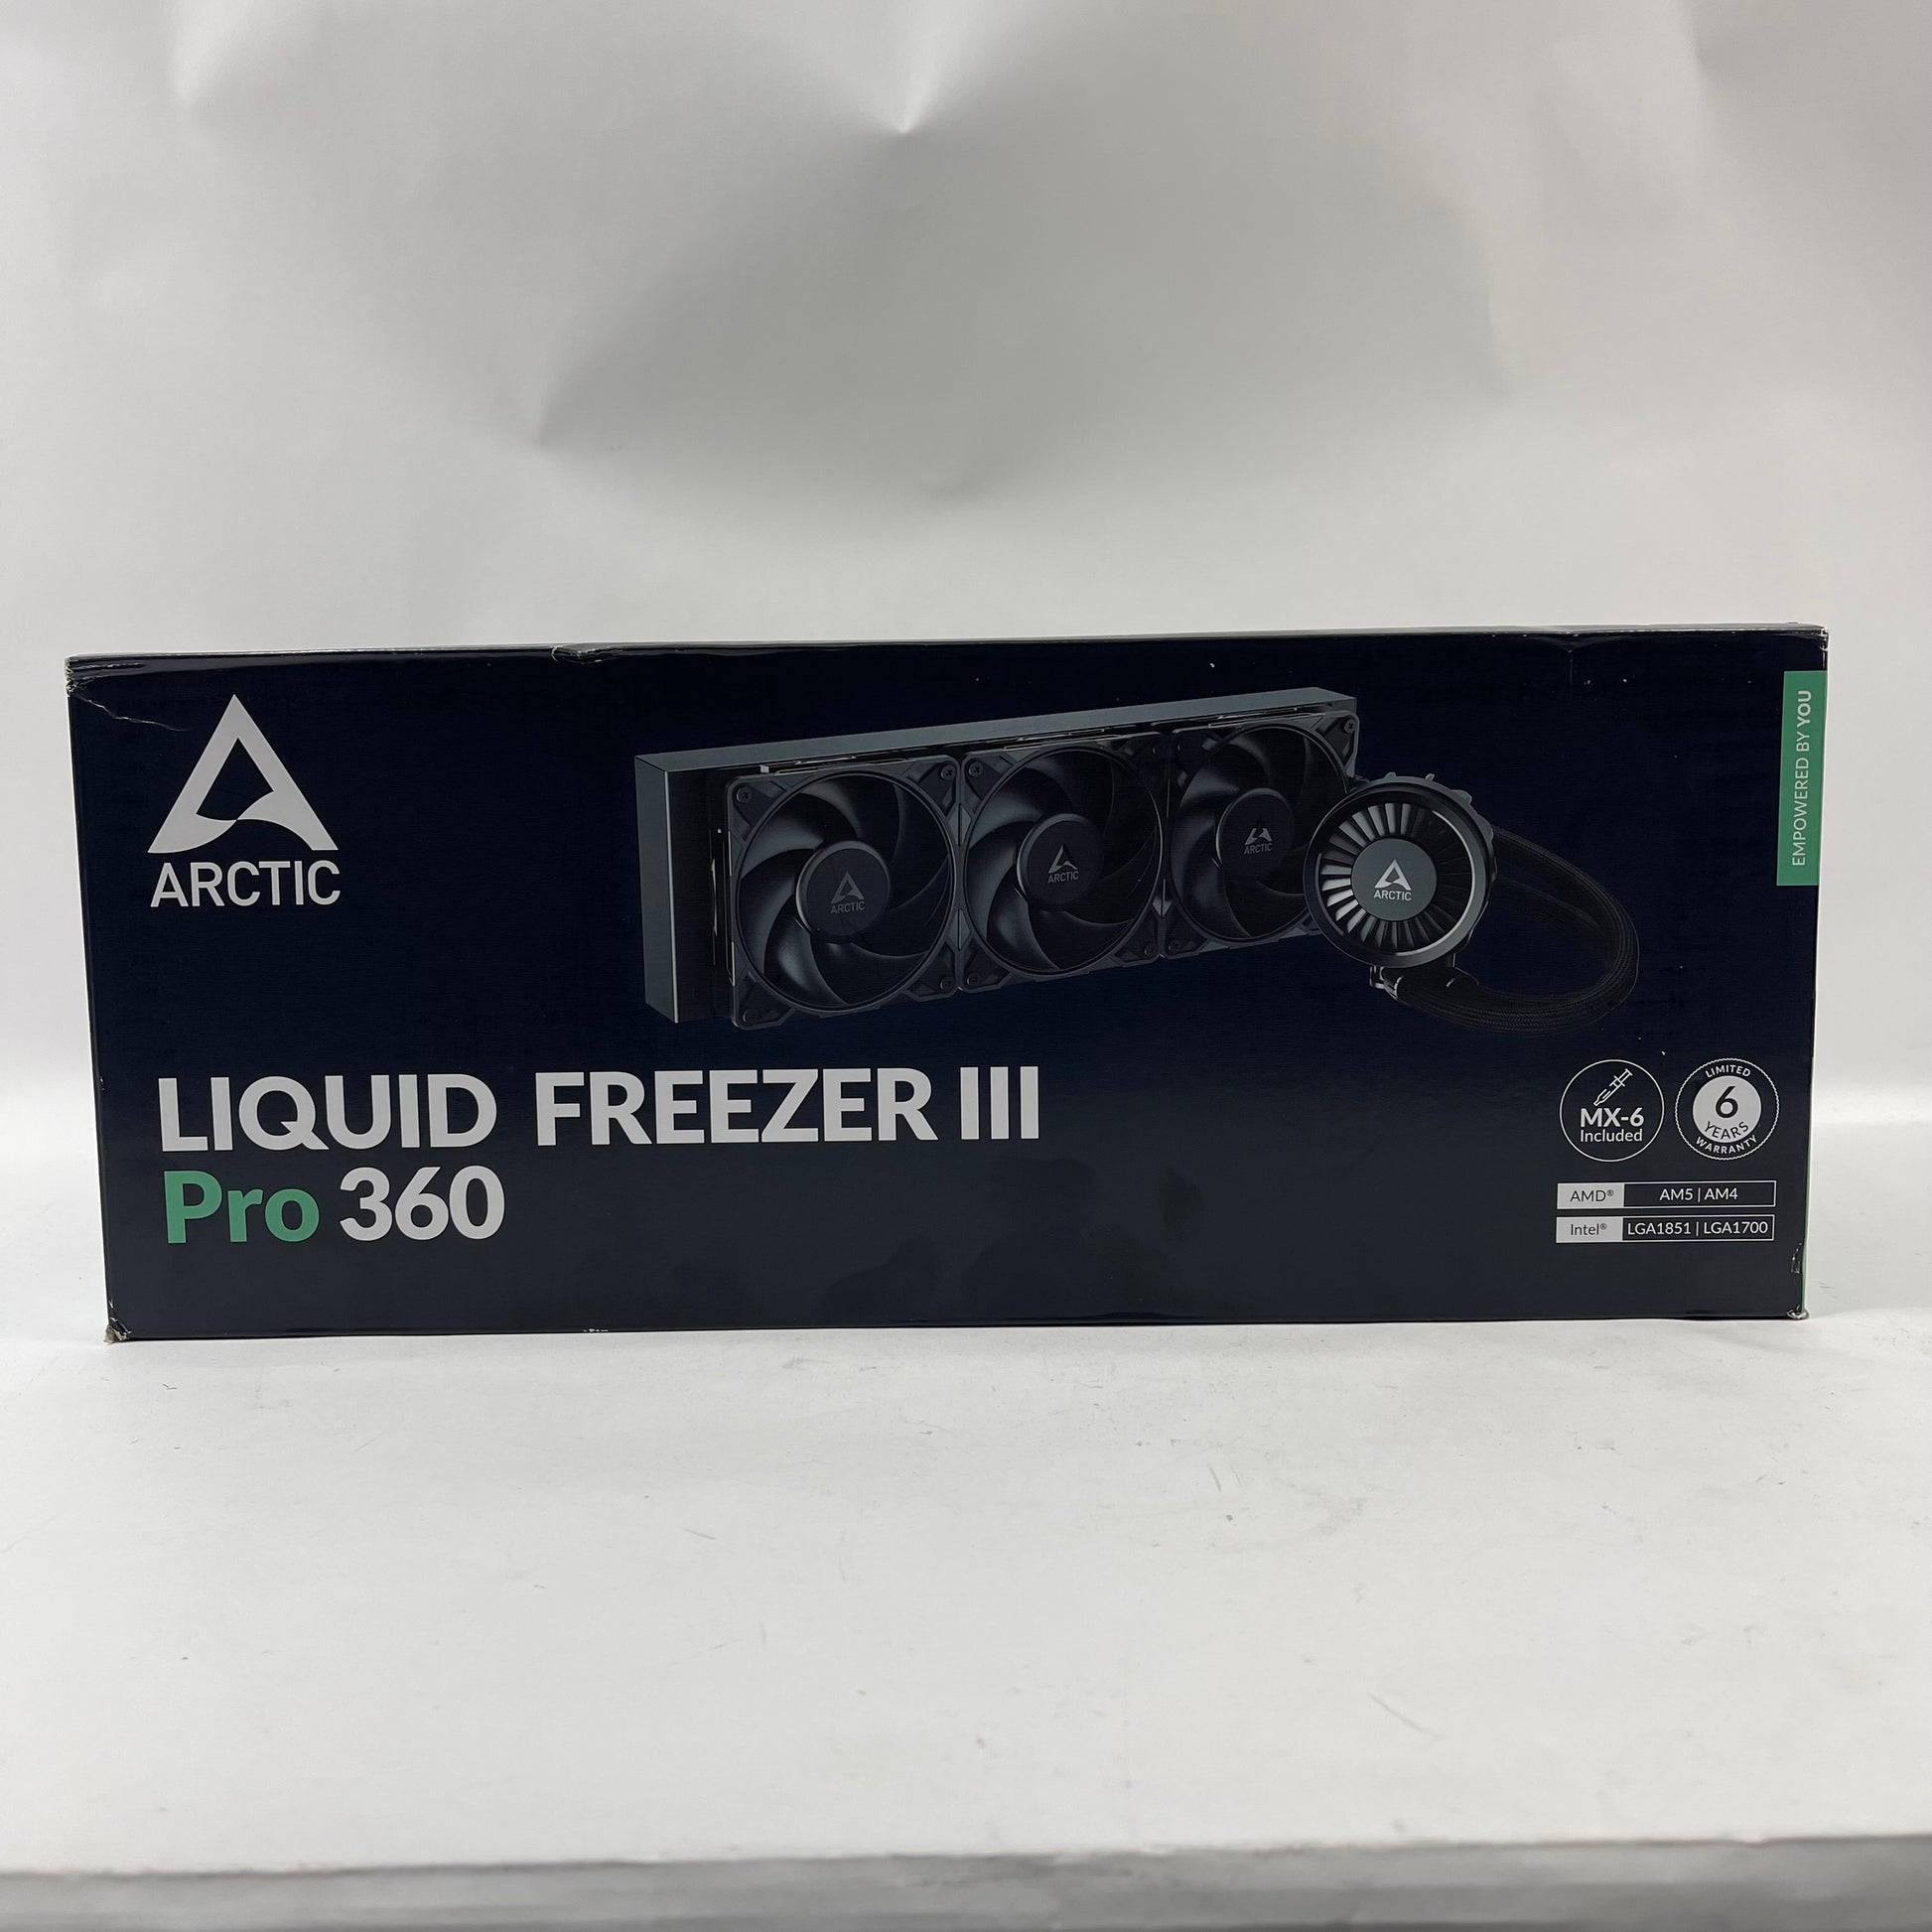 ARCTIC
EMPOWERED BY YOU
ARCTIC
ARCTIC
ARCTIC
ARCTIC
LIQUID FREEZER III
Pro 360
MX-6
Included
LIMITED
6
YEARS
WARRANTY
AMD® AM5 | AM4
Intel® LGA1851 | LGA1700